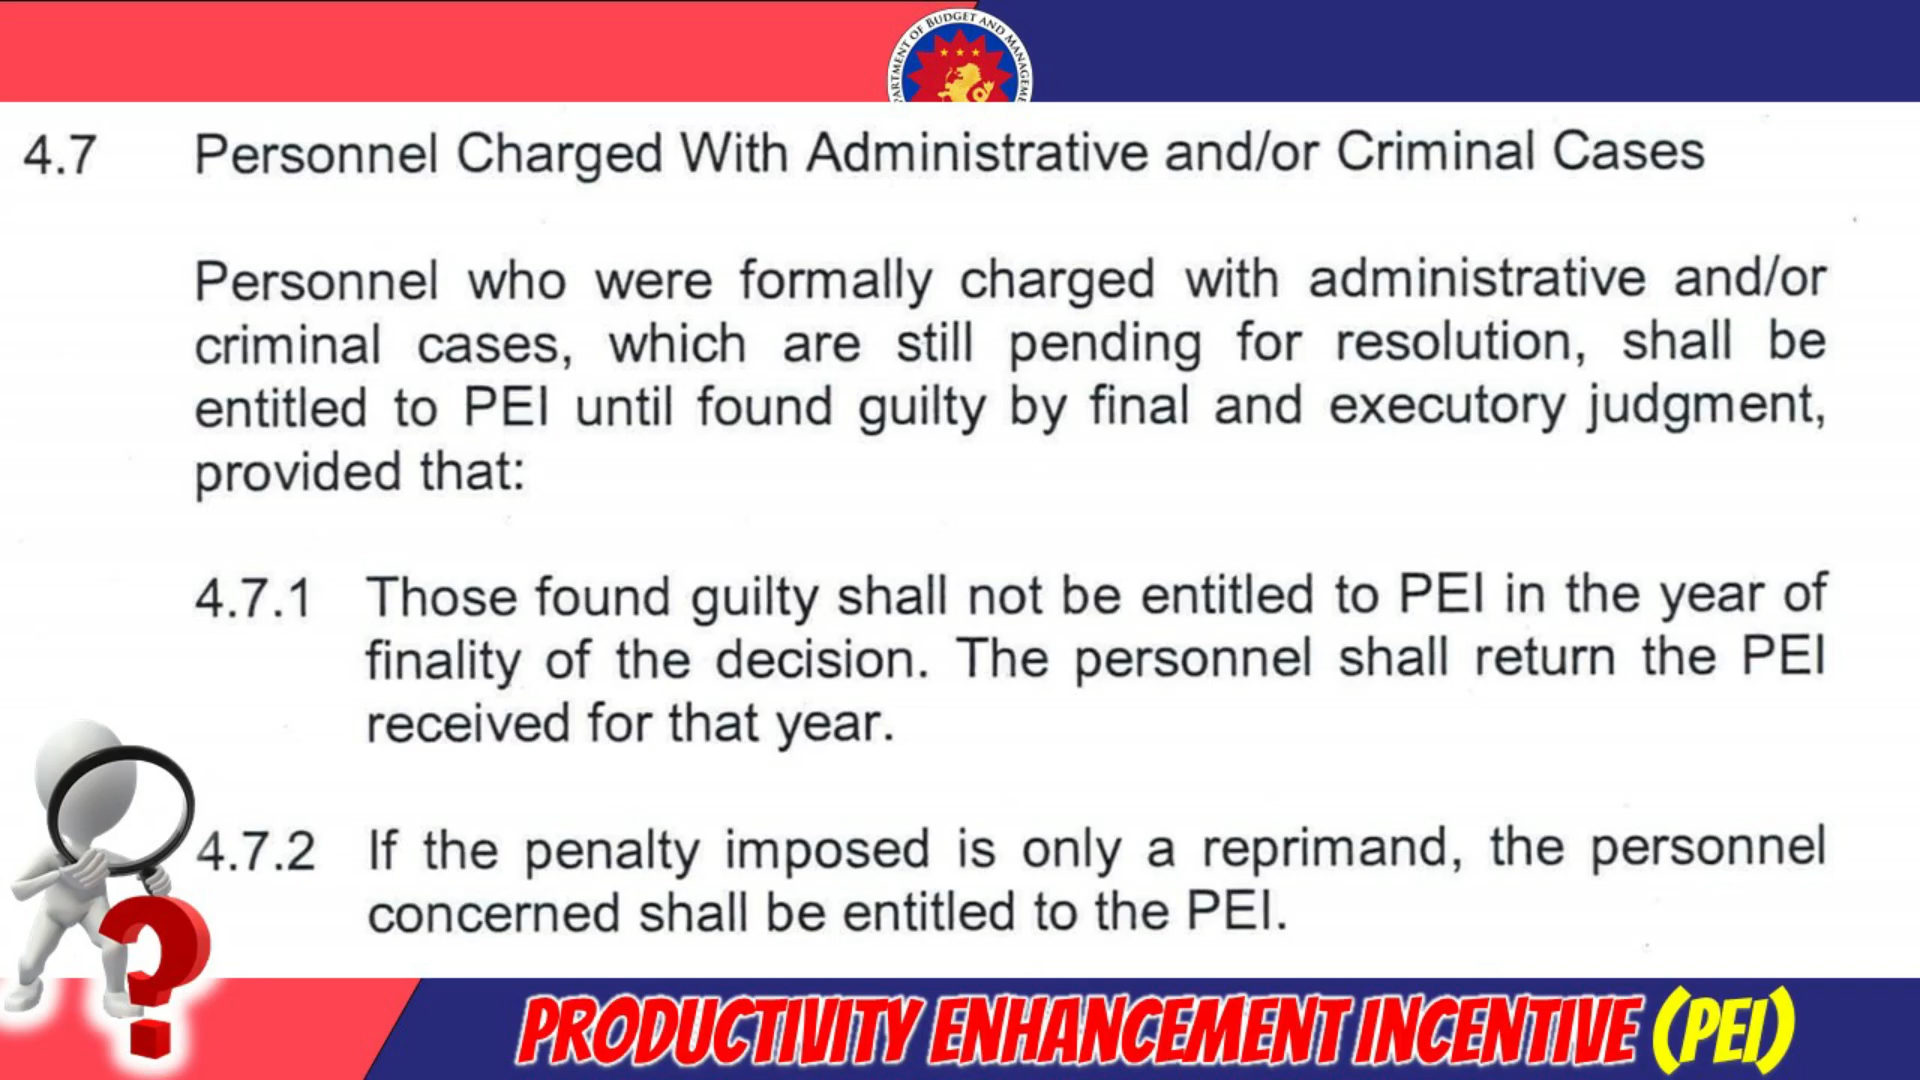 DEPARTMENT OF BUDGET AND MANAGEME
4.7 Personnel Charged With Administrative and/or Criminal Cases
Personnel who were formally charged with administrative and/or
criminal cases, which are still pending for resolution, shall be
entitled to PEI until found guilty by final and executory judgment,
provided that:
4.7.1 Those found guilty shall not be entitled to PEI in the year of
finality of the decision. The personnel shall return the PEI
received for that year.
4.7.2 If the penalty imposed is only a reprimand, the personnel
concerned shall be entitled to the PEI.
PRODUCTIVITY ENHANCEMENT INCENTIVE (PEI)